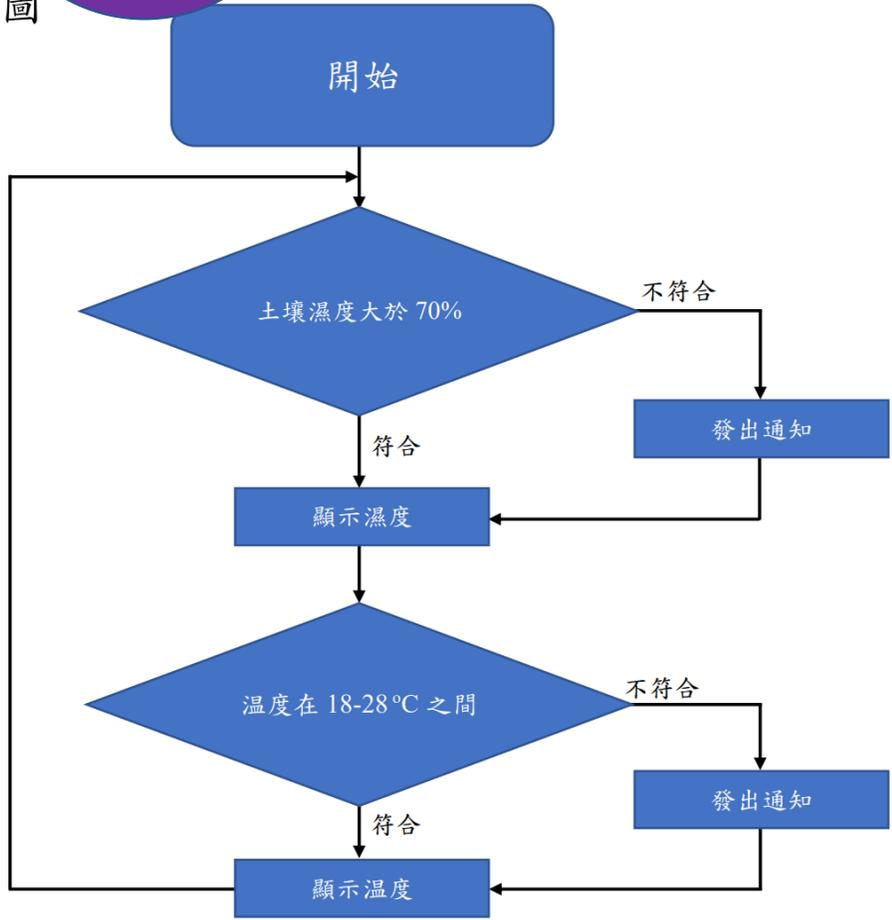 圖
開始
土壤濕度大於 70%
不符合
發出通知
符合
顯示濕度
温度在 18-28 ºC 之間
不符合
發出通知
符合
顯示温度